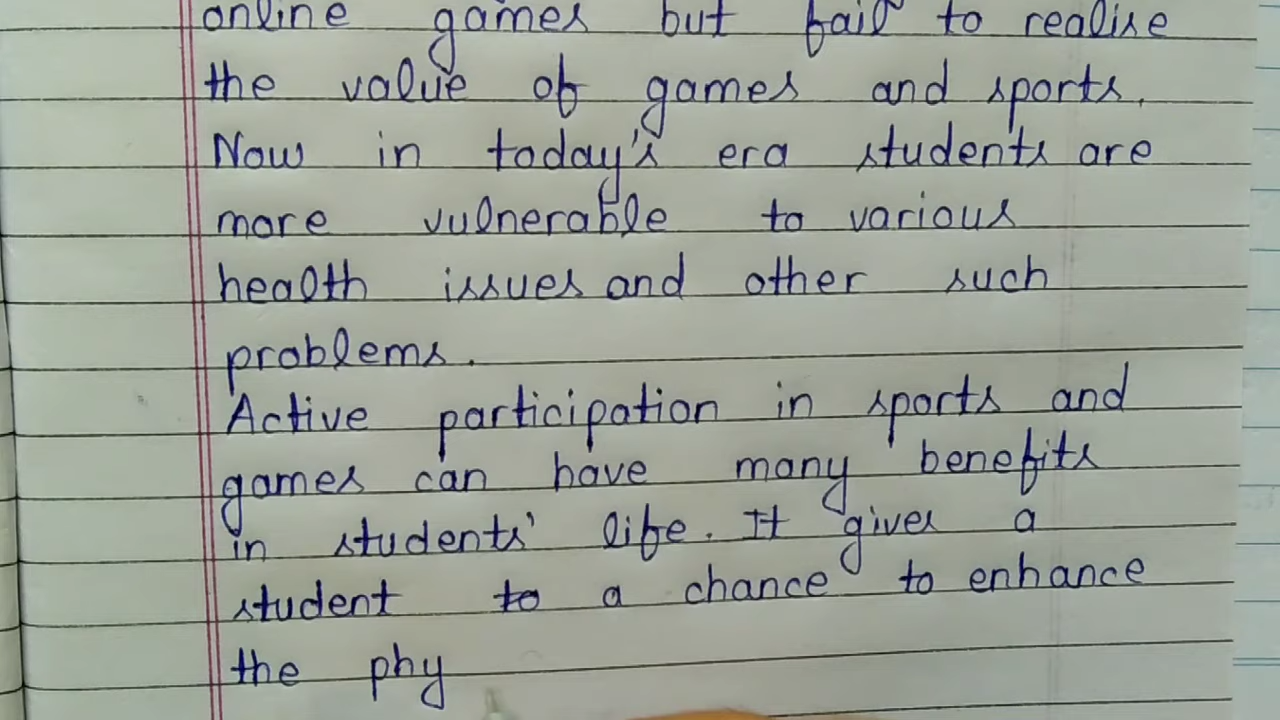 online games but fail to realise
the value of games and sports.
Now in today's era students are
more vulnerable to various
health issues and other such
problems.
Active participation in sports and
games can have many benefits
in students' life. It gives a
student to a chance to enhance
the phy